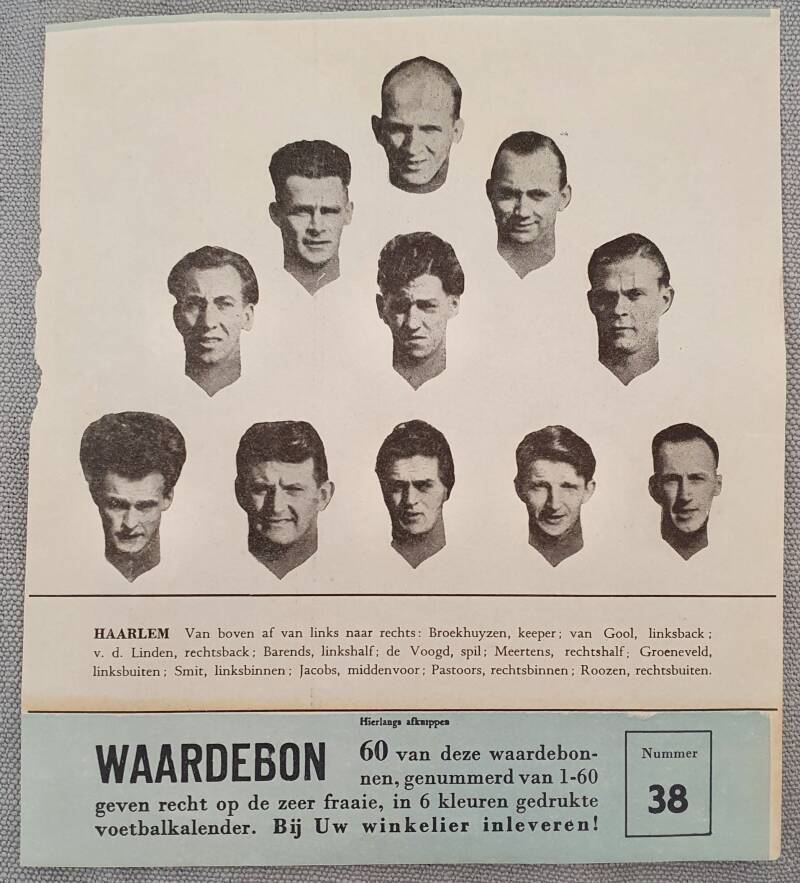 HAARLEM Van boven af van links naar rechts: Broekhuyzen, keeper; van Gool, linksback;
v. d. Linden, rechtsback; Barends, linkshalf; de Voogd, spil; Meertens, rechtshalf; Groeneveld,
linksbuiten; Smit, linksbinnen; Jacobs, middenvoor; Pastoors, rechtsbinnen; Roozen, rechtsbuiten.
Hierlangs afknippen
WAARDEBON 60 van deze waardebon-
nen, genummerd van 1-60
geven recht op de zeer fraaie, in 6 kleuren gedrukte
voetbalkalender. Bij Uw winkelier inleveren!
Nummer
38